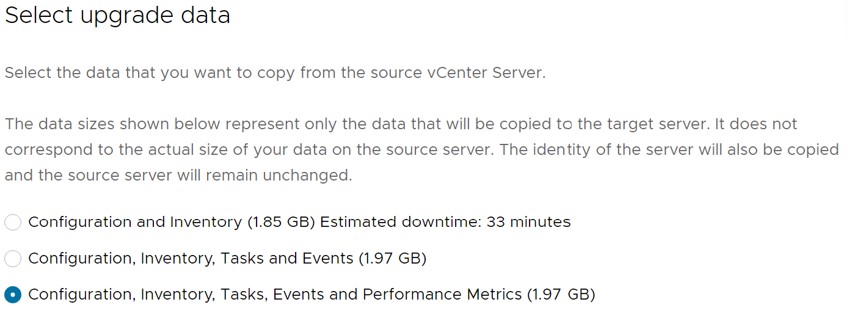 Select upgrade data
Select the data that you want to copy from the source vCenter Server.
The data sizes shown below represent only the data that will be copied to the target server. It does not
correspond to the actual size of your data on the source server. The identity of the server will also be copied
and the source server will remain unchanged.
Configuration and Inventory (1.85 GB) Estimated downtime: 33 minutes
Configuration, Inventory, Tasks and Events (1.97 GB)
Configuration, Inventory, Tasks, Events and Performance Metrics (1.97 GB)